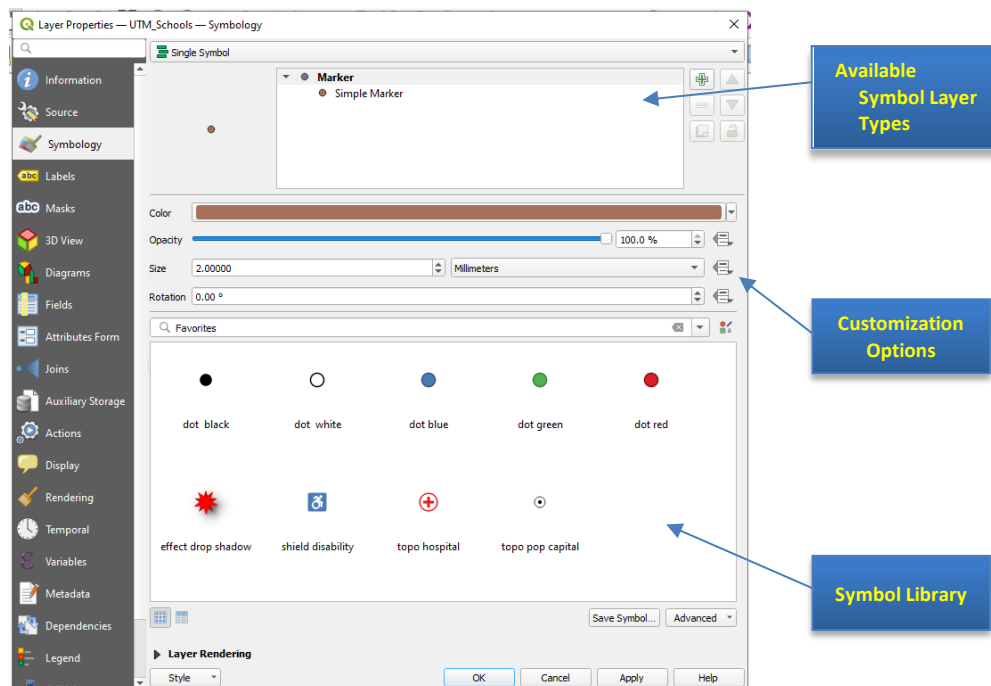 Layer Properties — UTM_Schools — Symbology
Single Symbol
Information
Source
Symbology
abc Labels
abc Masks
3D View
Diagrams
Fields
Attributes Form
Joins
Auxiliary Storage
Actions
Display
Rendering
Temporal
Variables
Metadata
Dependencies
Legend
Marker
Simple Marker
Color
Opacity 100.0 %
Size 2.00000 Millimeters
Rotation 0.00 °
Favorites
dot black dot white dot blue dot green dot red
effect drop shadow shield disability topo hospital topo pop capital
Save Symbol... Advanced
Layer Rendering
Style OK Cancel Apply Help
Available
Symbol Layer
Types
Customization
Options
Symbol Library